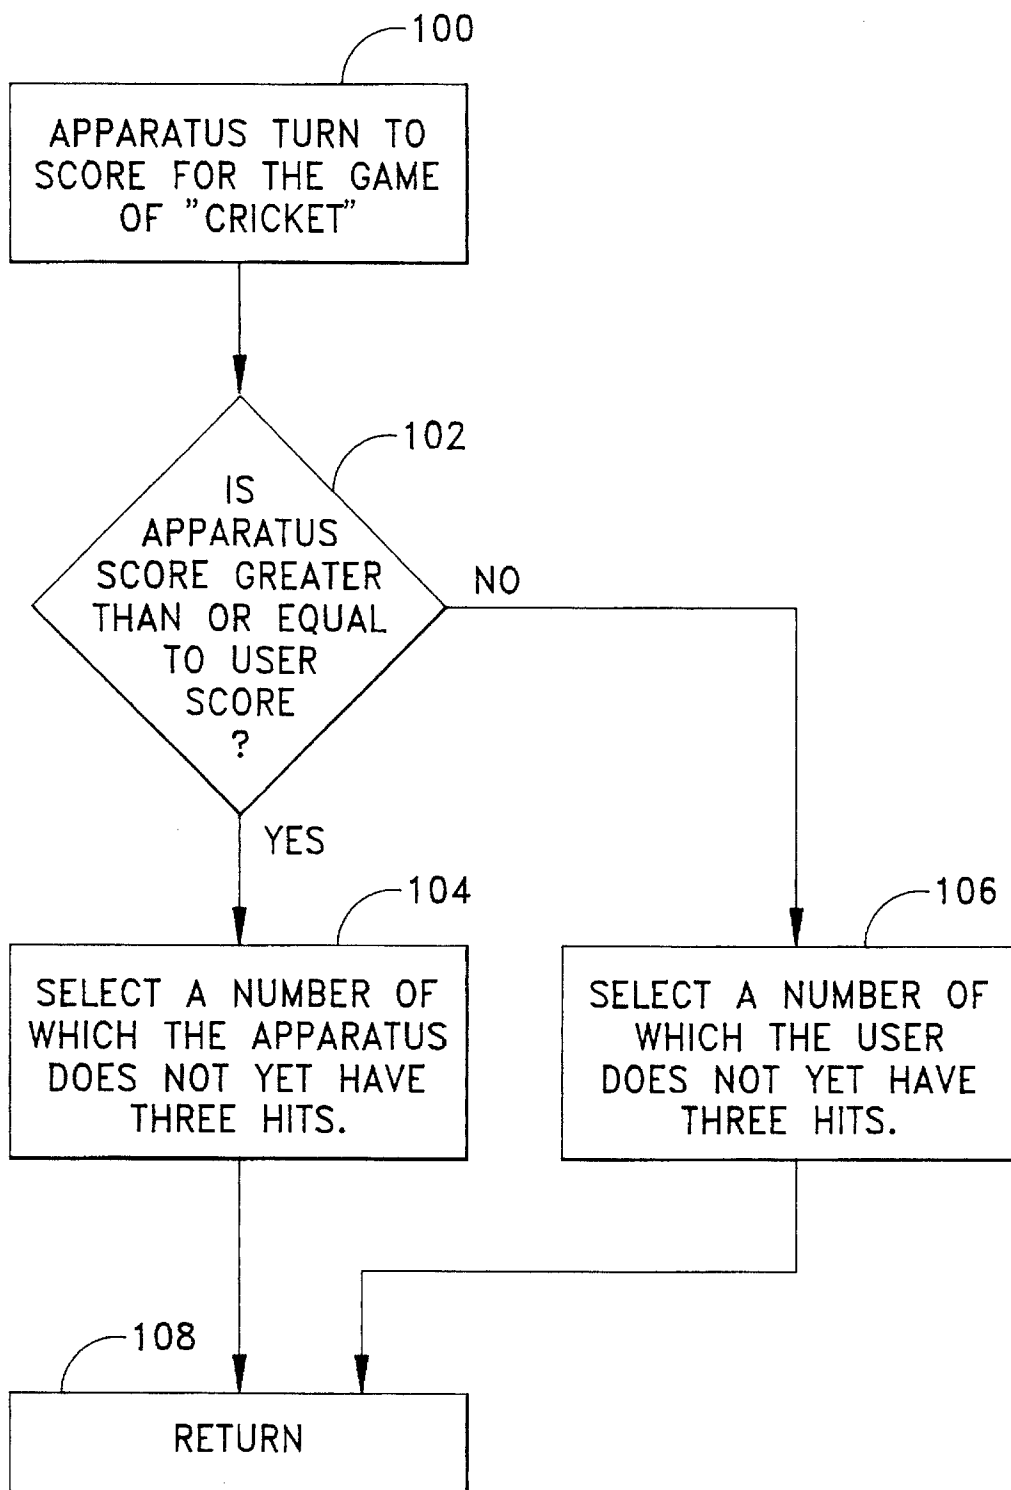 100
APPARATUS TURN TO
SCORE FOR THE GAME
OF "CRICKET"
102
IS
APPARATUS
SCORE GREATER
THAN OR EQUAL
TO USER
SCORE
?
NO
YES
104
SELECT A NUMBER OF
WHICH THE APPARATUS
DOES NOT YET HAVE
THREE HITS.
106
SELECT A NUMBER OF
WHICH THE USER
DOES NOT YET HAVE
THREE HITS.
108
RETURN